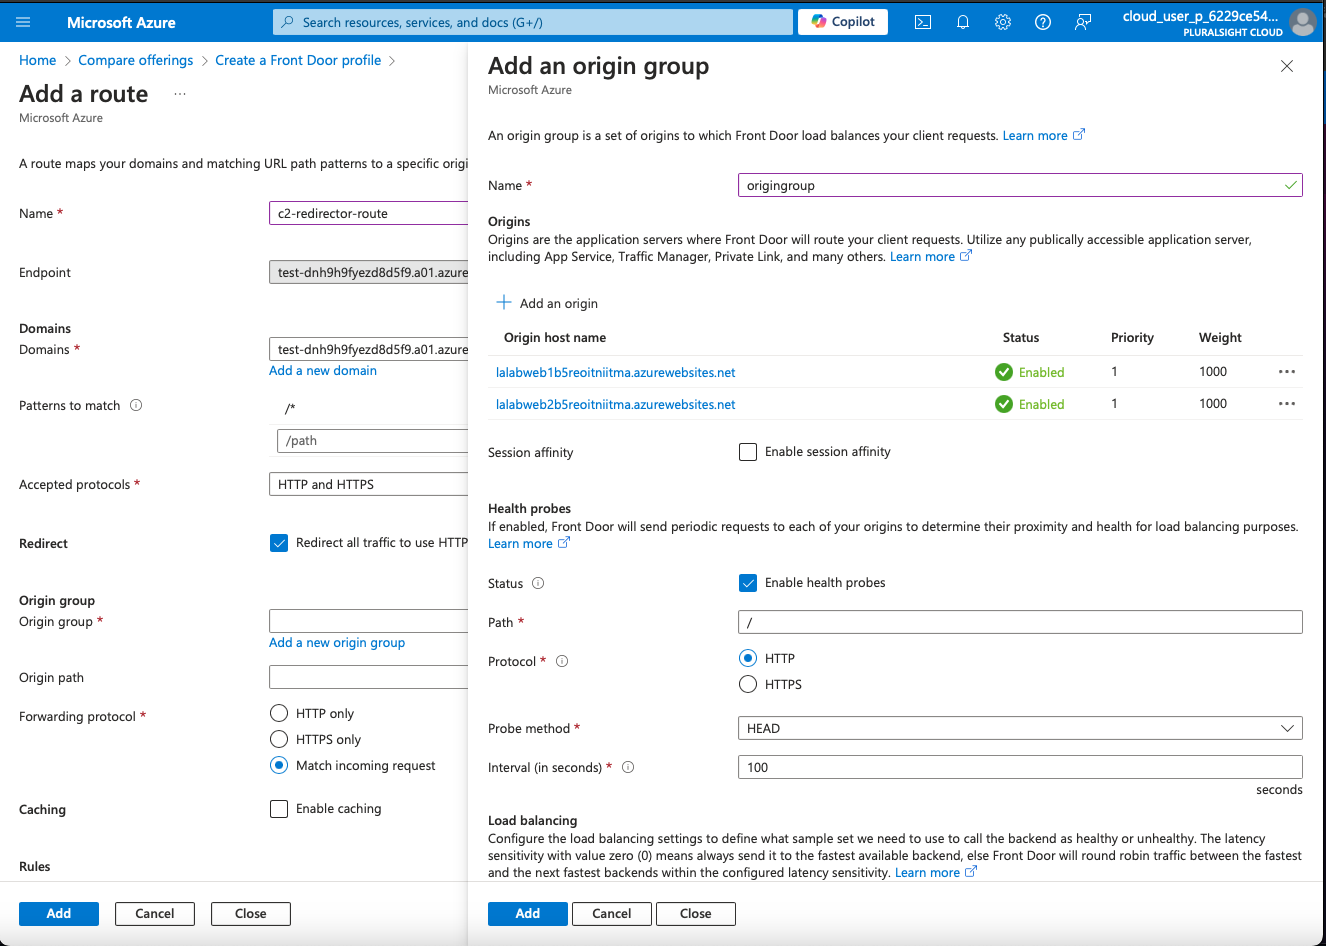 Microsoft Azure
Search resources, services, and docs (G+/)
Copilot
cloud_user_p_6229ce54...
PLURALSIGHT CLOUD
Home > Compare offerings > Create a Front Door profile >
Add a route ...
Microsoft Azure
A route maps your domains and matching URL path patterns to a specific origi
Name *
c2-redirector-route
Endpoint
test-dnh9h9fyezd8d5f9.a01.azure
Domains
Domains *
test-dnh9h9fyezd8d5f9.a01.azure
Add a new domain
Patterns to match
/*
/path
Accepted protocols *
HTTP and HTTPS
Redirect
Redirect all traffic to use HTTP
Origin group
Origin group *
Add a new origin group
Origin path
Forwarding protocol *
HTTP only
HTTPS only
Match incoming request
Caching
Enable caching
Rules
Add
Cancel
Close
Add an origin group
Microsoft Azure
An origin group is a set of origins to which Front Door load balances your client requests. Learn more
Name *
origingroup
Origins
Origins are the application servers where Front Door will route your client requests. Utilize any publically accessible application server,
including App Service, Traffic Manager, Private Link, and many others. Learn more
Add an origin
Origin host name Status Priority Weight
lalabweb1b5reoitniitma.azurewebsites.net Enabled 1 1000 ...
lalabweb2b5reoitniitma.azurewebsites.net Enabled 1 1000 ...
Session affinity
Enable session affinity
Health probes
If enabled, Front Door will send periodic requests to each of your origins to determine their proximity and health for load balancing purposes.
Learn more
Status
Enable health probes
Path *
/
Protocol *
HTTP
HTTPS
Probe method *
HEAD
Interval (in seconds) *
100
seconds
Load balancing
Configure the load balancing settings to define what sample set we need to use to call the backend as healthy or unhealthy. The latency
sensitivity with value zero (0) means always send it to the fastest available backend, else Front Door will round robin traffic between the fastest
and the next fastest backends within the configured latency sensitivity. Learn more
Add
Cancel
Close